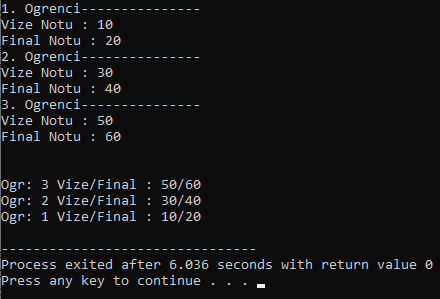 1. Ogrenci---------------
Vize Notu : 10
Final Notu : 20
2. Ogrenci---------------
Vize Notu : 30
Final Notu : 40
3. Ogrenci---------------
Vize Notu : 50
Final Notu : 60
Ogr: 3 Vize/Final : 50/60
Ogr: 2 Vize/Final : 30/40
Ogr: 1 Vize/Final : 10/20
--------------------------------
Process exited after 6.036 seconds with return value 0
Press any key to continue . . .